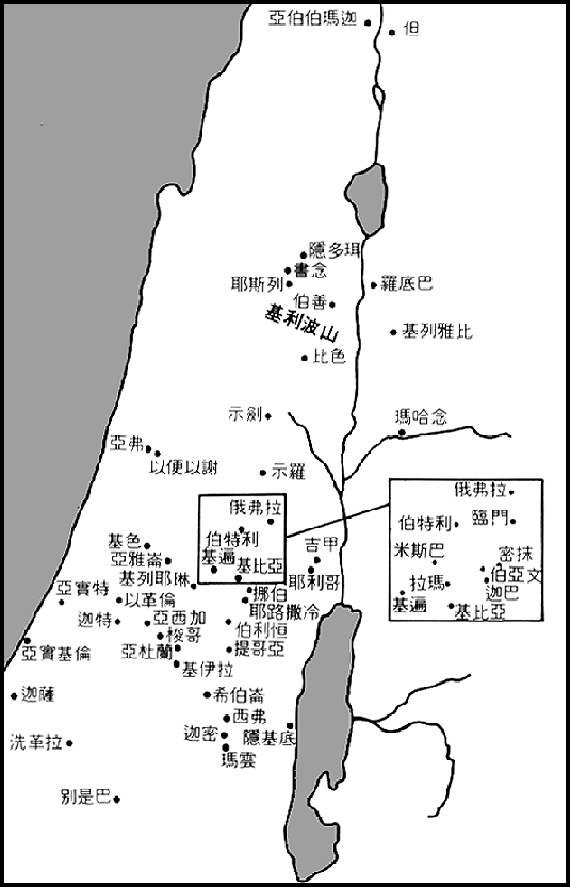 亞伯伯瑪迦
但
隱多珥
書念
耶斯列
羅底巴
伯善
基利波山
基列雅比
比色
示劍
瑪哈念
亞弗
以便以謝
示羅
俄弗拉
伯特利
基遍
基比亞
俄弗拉
伯特利
臨門
米斯巴
密抹
伯亞文
拉瑪
迦巴
基遍
基比亞
基色
亞雅崙
吉甲
基列耶琳
耶利哥
亞實特
以革倫
挪伯
耶路撒冷
迦特
亞西加
梭哥
伯利恒
亞實基倫
亞杜蘭
提哥亞
基伊拉
迦薩
希伯崙
西弗
洗革拉
迦密
隱基底
瑪雲
别是巴